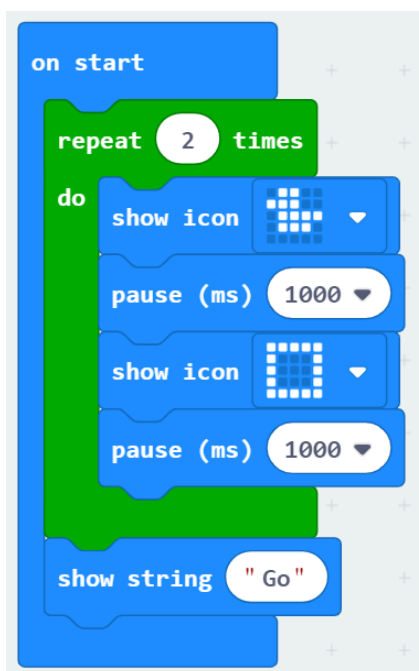 on start
repeat 2 times
do
show icon
pause (ms) 1000
show icon
pause (ms) 1000
show string "Go"